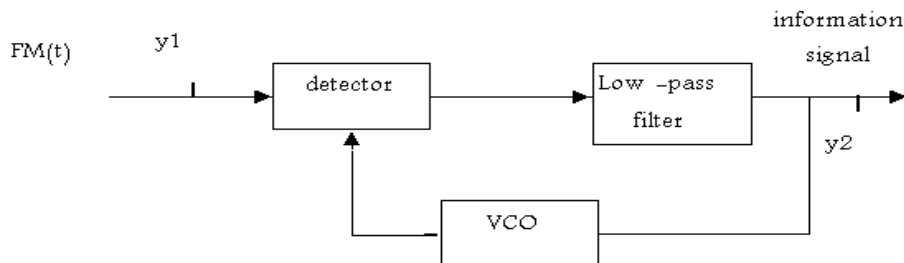 FM(t)
y1
detector
Low -pass
filter
information
signal
y2
VCO